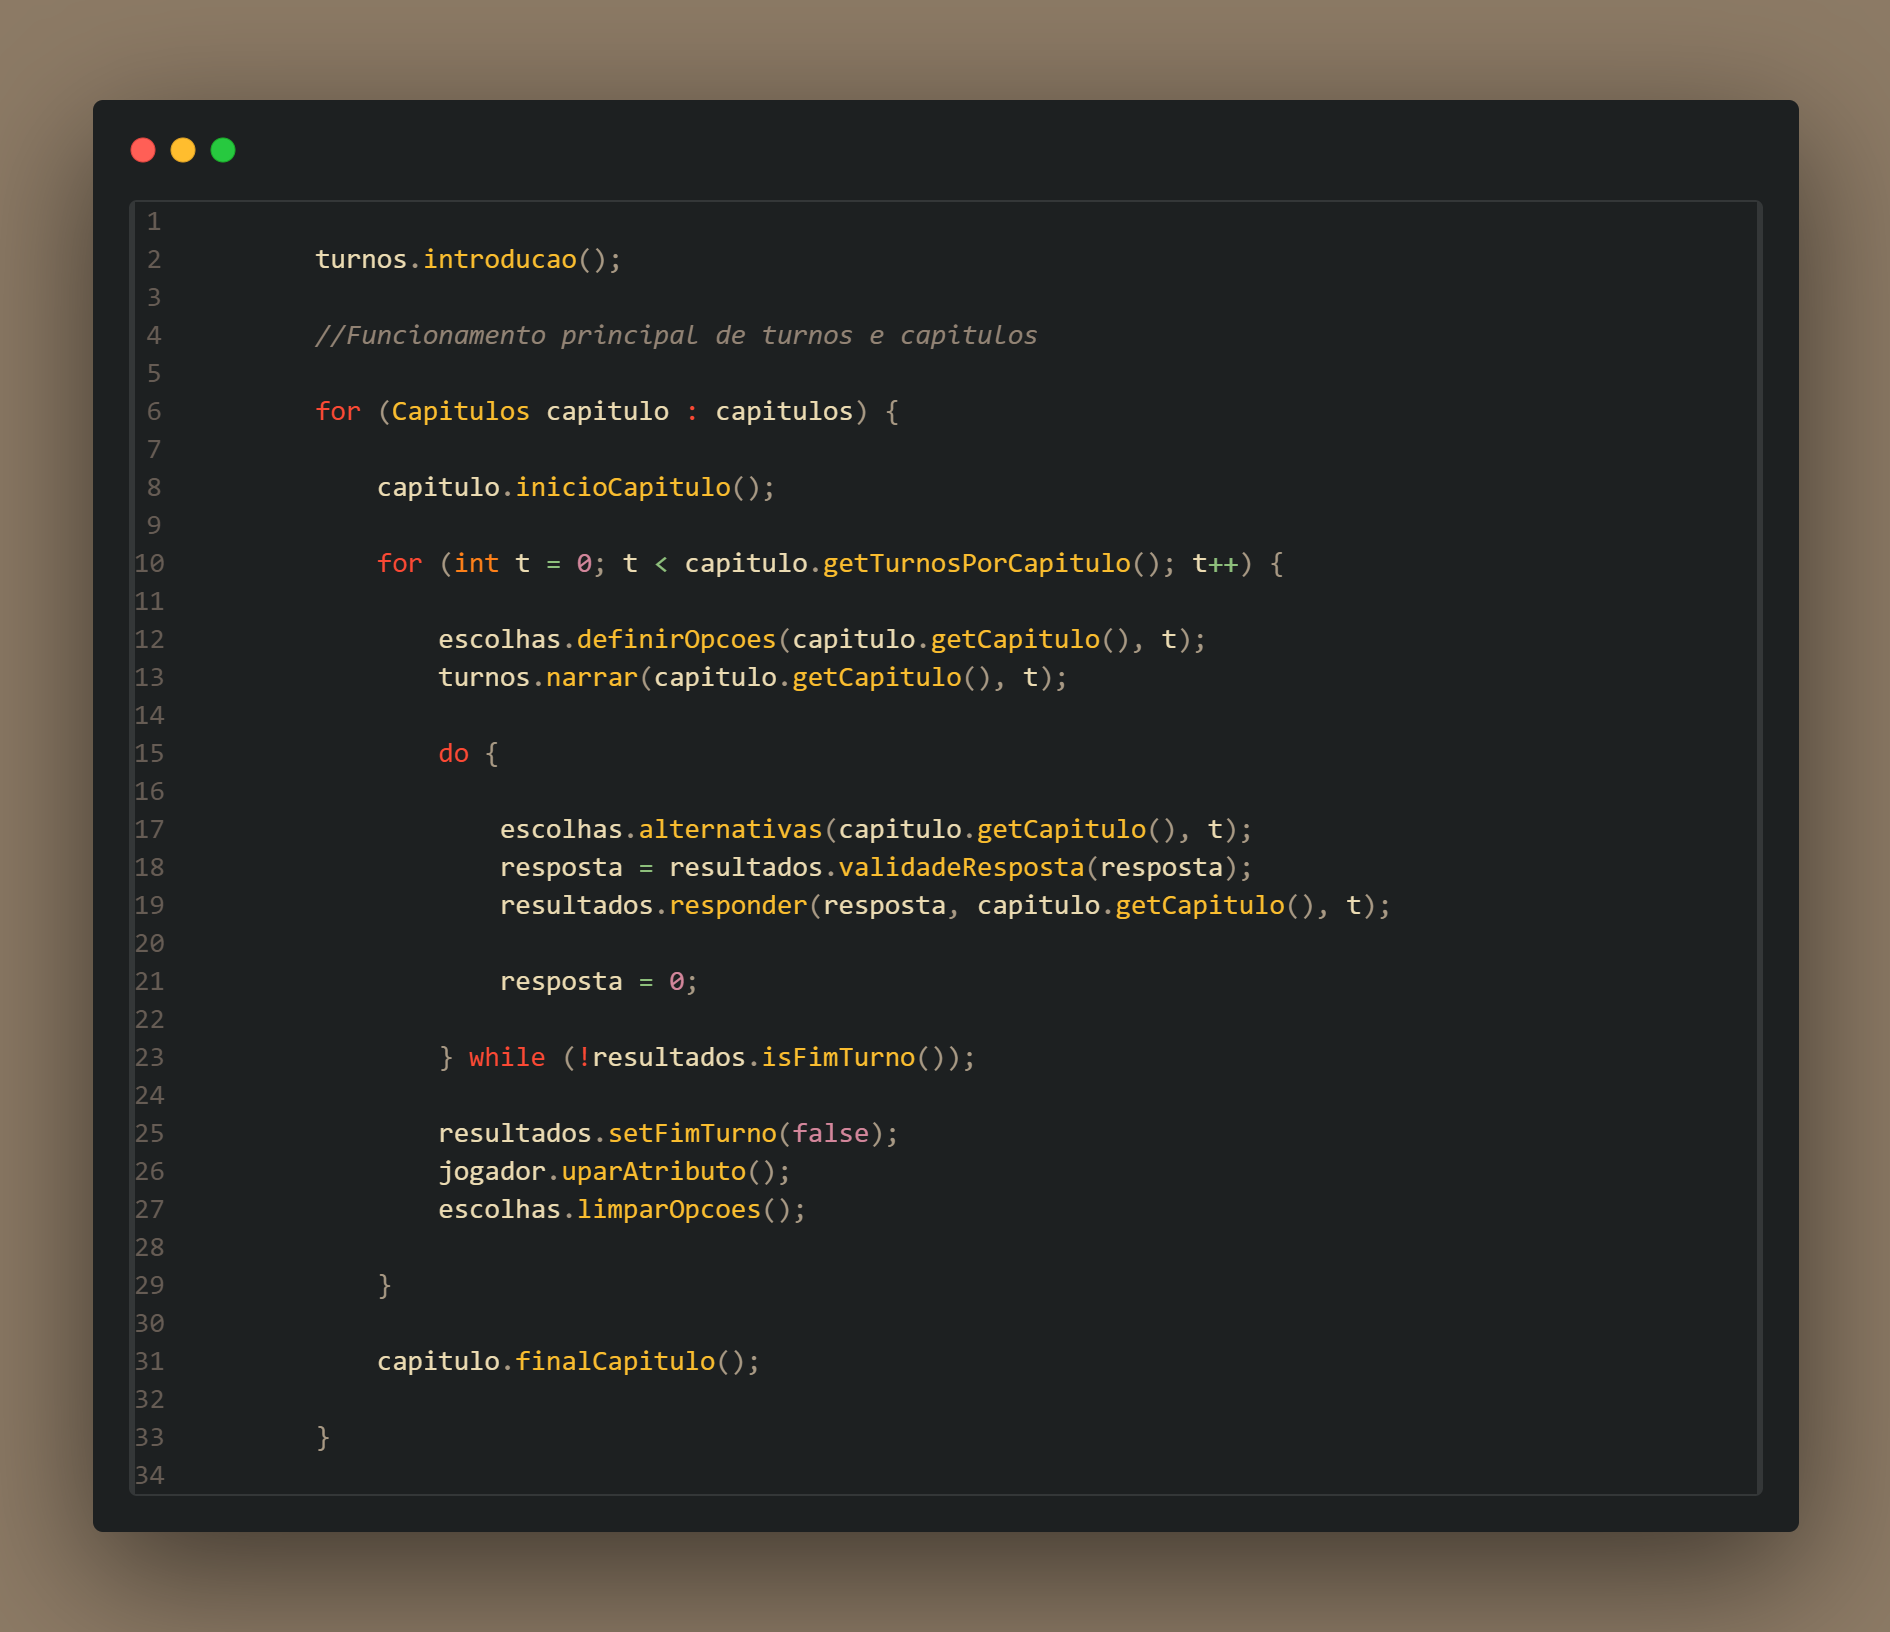 1
2 turnos.introducao();
3
4 //Funcionamento principal de turnos e capitulos
5
6 for (Capitulos capitulo : capitulos) {
7
8 capitulo.inicioCapitulo();
9
10 for (int t = 0; t < capitulo.getTurnosPorCapitulo(); t++) {
11
12 escolhas.definirOpcoes(capitulo.getCapitulo(), t);
13 turnos.narrar(capitulo.getCapitulo(), t);
14
15 do {
16
17 escolhas.alternativas(capitulo.getCapitulo(), t);
18 resposta = resultados.validadeResposta(resposta);
19 resultados.responder(resposta, capitulo.getCapitulo(), t);
20
21 resposta = 0;
22
23 } while (!resultados.isFimTurno());
24
25 resultados.setFimTurno(false);
26 jogador.uparAtributo();
27 escolhas.limparOpcoes();
28
29 }
30
31 capitulo.finalCapitulo();
32
33 }
34